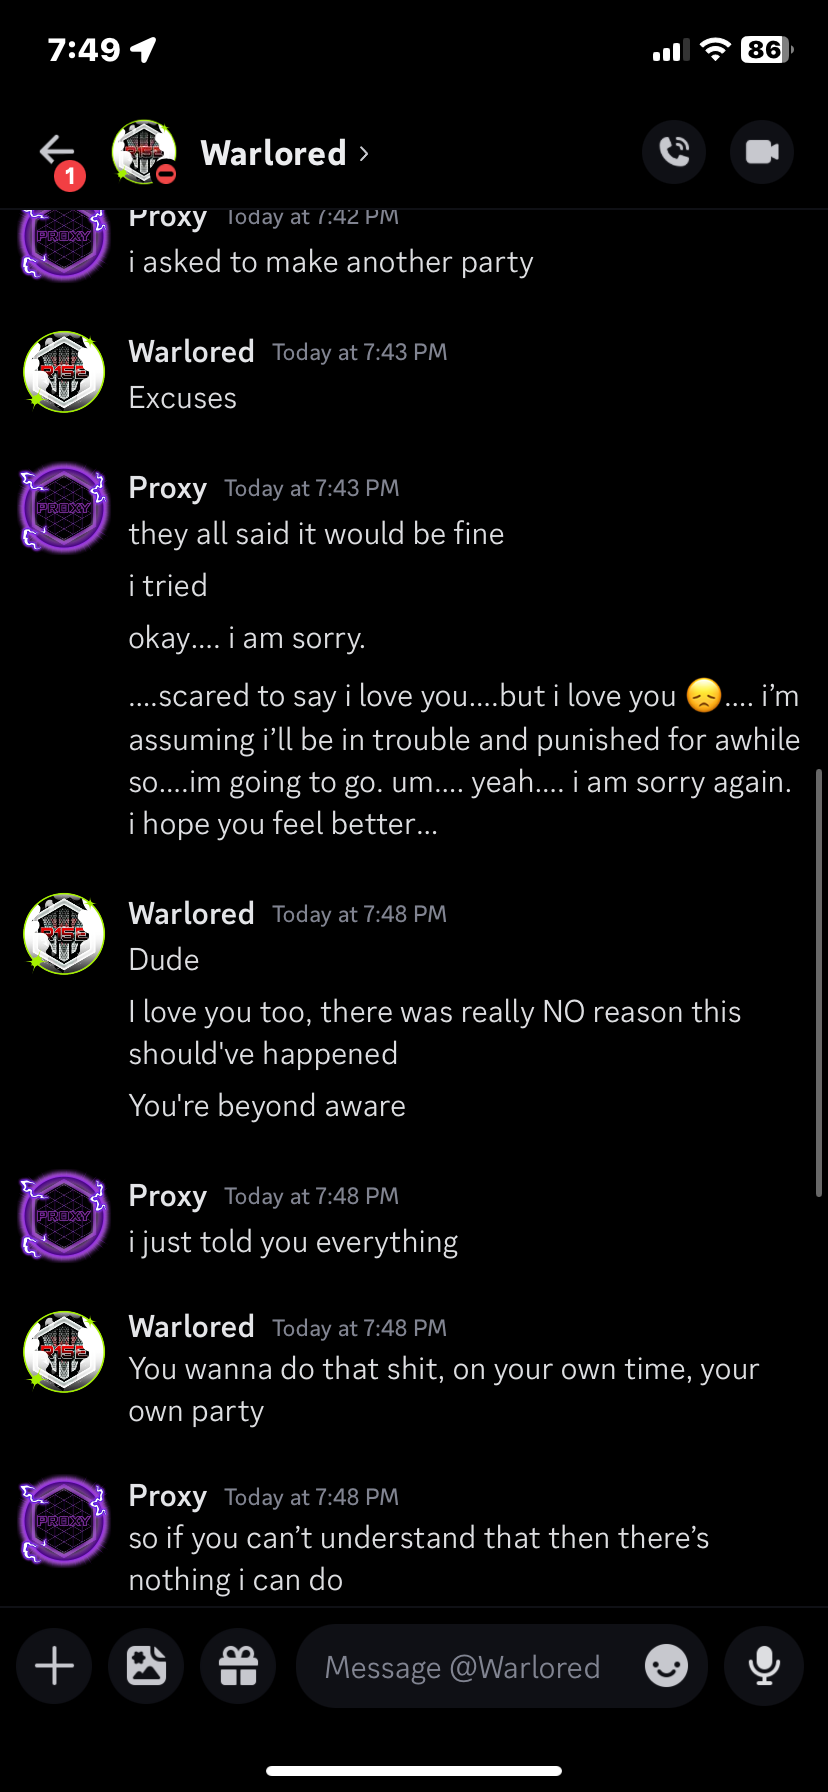 7:49
86
1
Warlored ›
Proxy Today at 7:42 PM
i asked to make another party
Warlored Today at 7:43 PM
Excuses
Proxy Today at 7:43 PM
they all said it would be fine
i tried
okay.... i am sorry.
....scared to say i love you....but i love you 😞.... i’m
assuming i’ll be in trouble and punished for awhile
so....im going to go. um.... yeah.... i am sorry again.
i hope you feel better...
Warlored Today at 7:48 PM
Dude
I love you too, there was really NO reason this
should've happened
You're beyond aware
Proxy Today at 7:48 PM
i just told you everything
Warlored Today at 7:48 PM
You wanna do that shit, on your own time, your
own party
Proxy Today at 7:48 PM
so if you can’t understand that then there’s
nothing i can do
Message @Warlored
PROXY